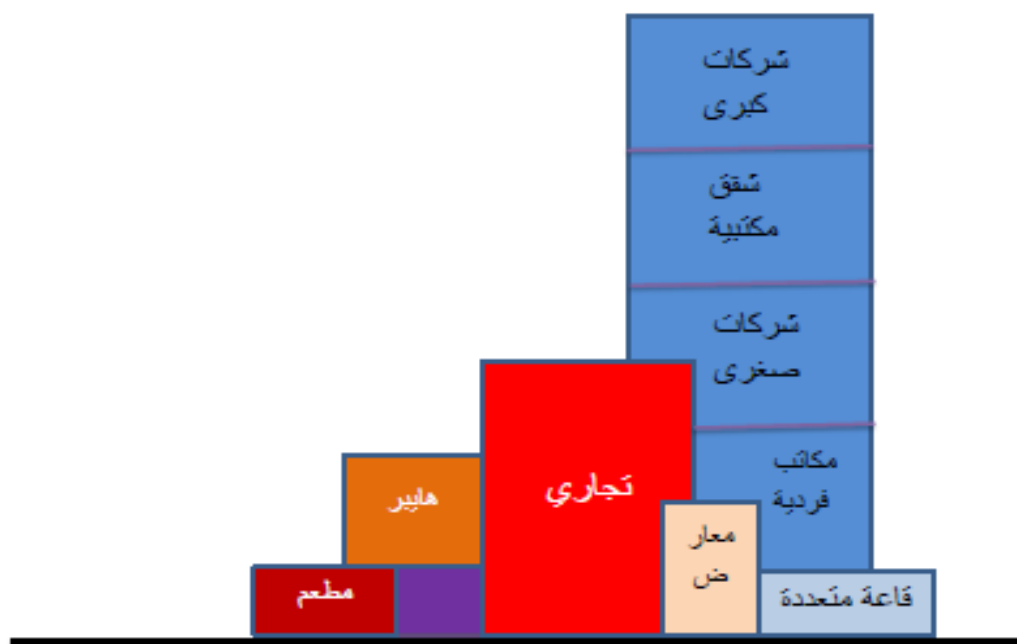 شركات
كبرى
شقق
مكتبية
شركات
صغرى
مكاتب
فردية
تجاري
هايبر
معار
ض
مطعم
قاعة متعددة